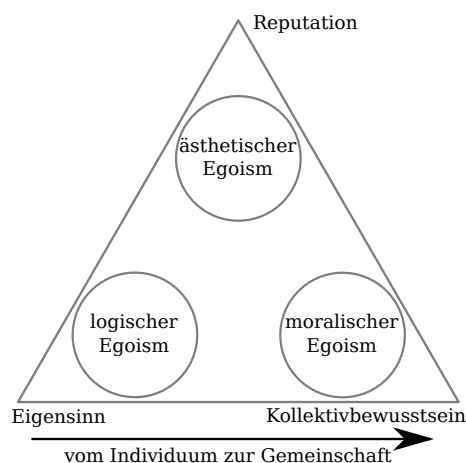 Reputation
ästhetischer
Egoism
logischer
Egoism
moralischer
Egoism
Eigensinn
Kollektivbewusstsein
vom Individuum zur Gemeinschaft